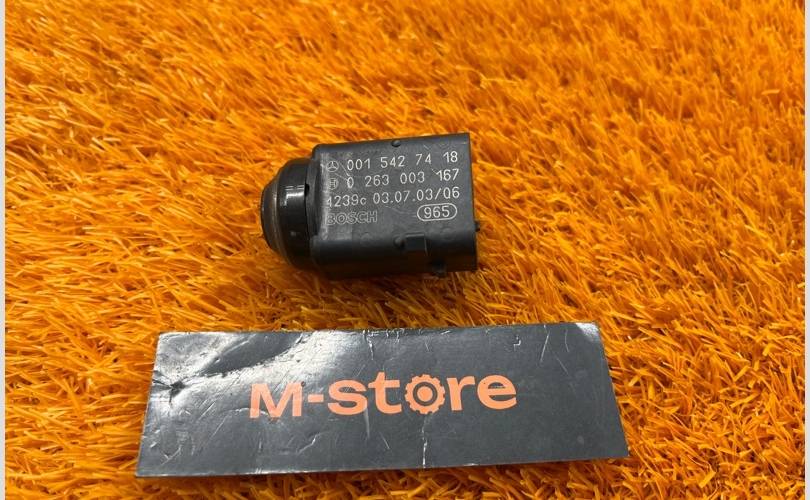 001 542 74 18
0 263 003 167
4239c 03.07.03/06
BOSCH 965
M-store